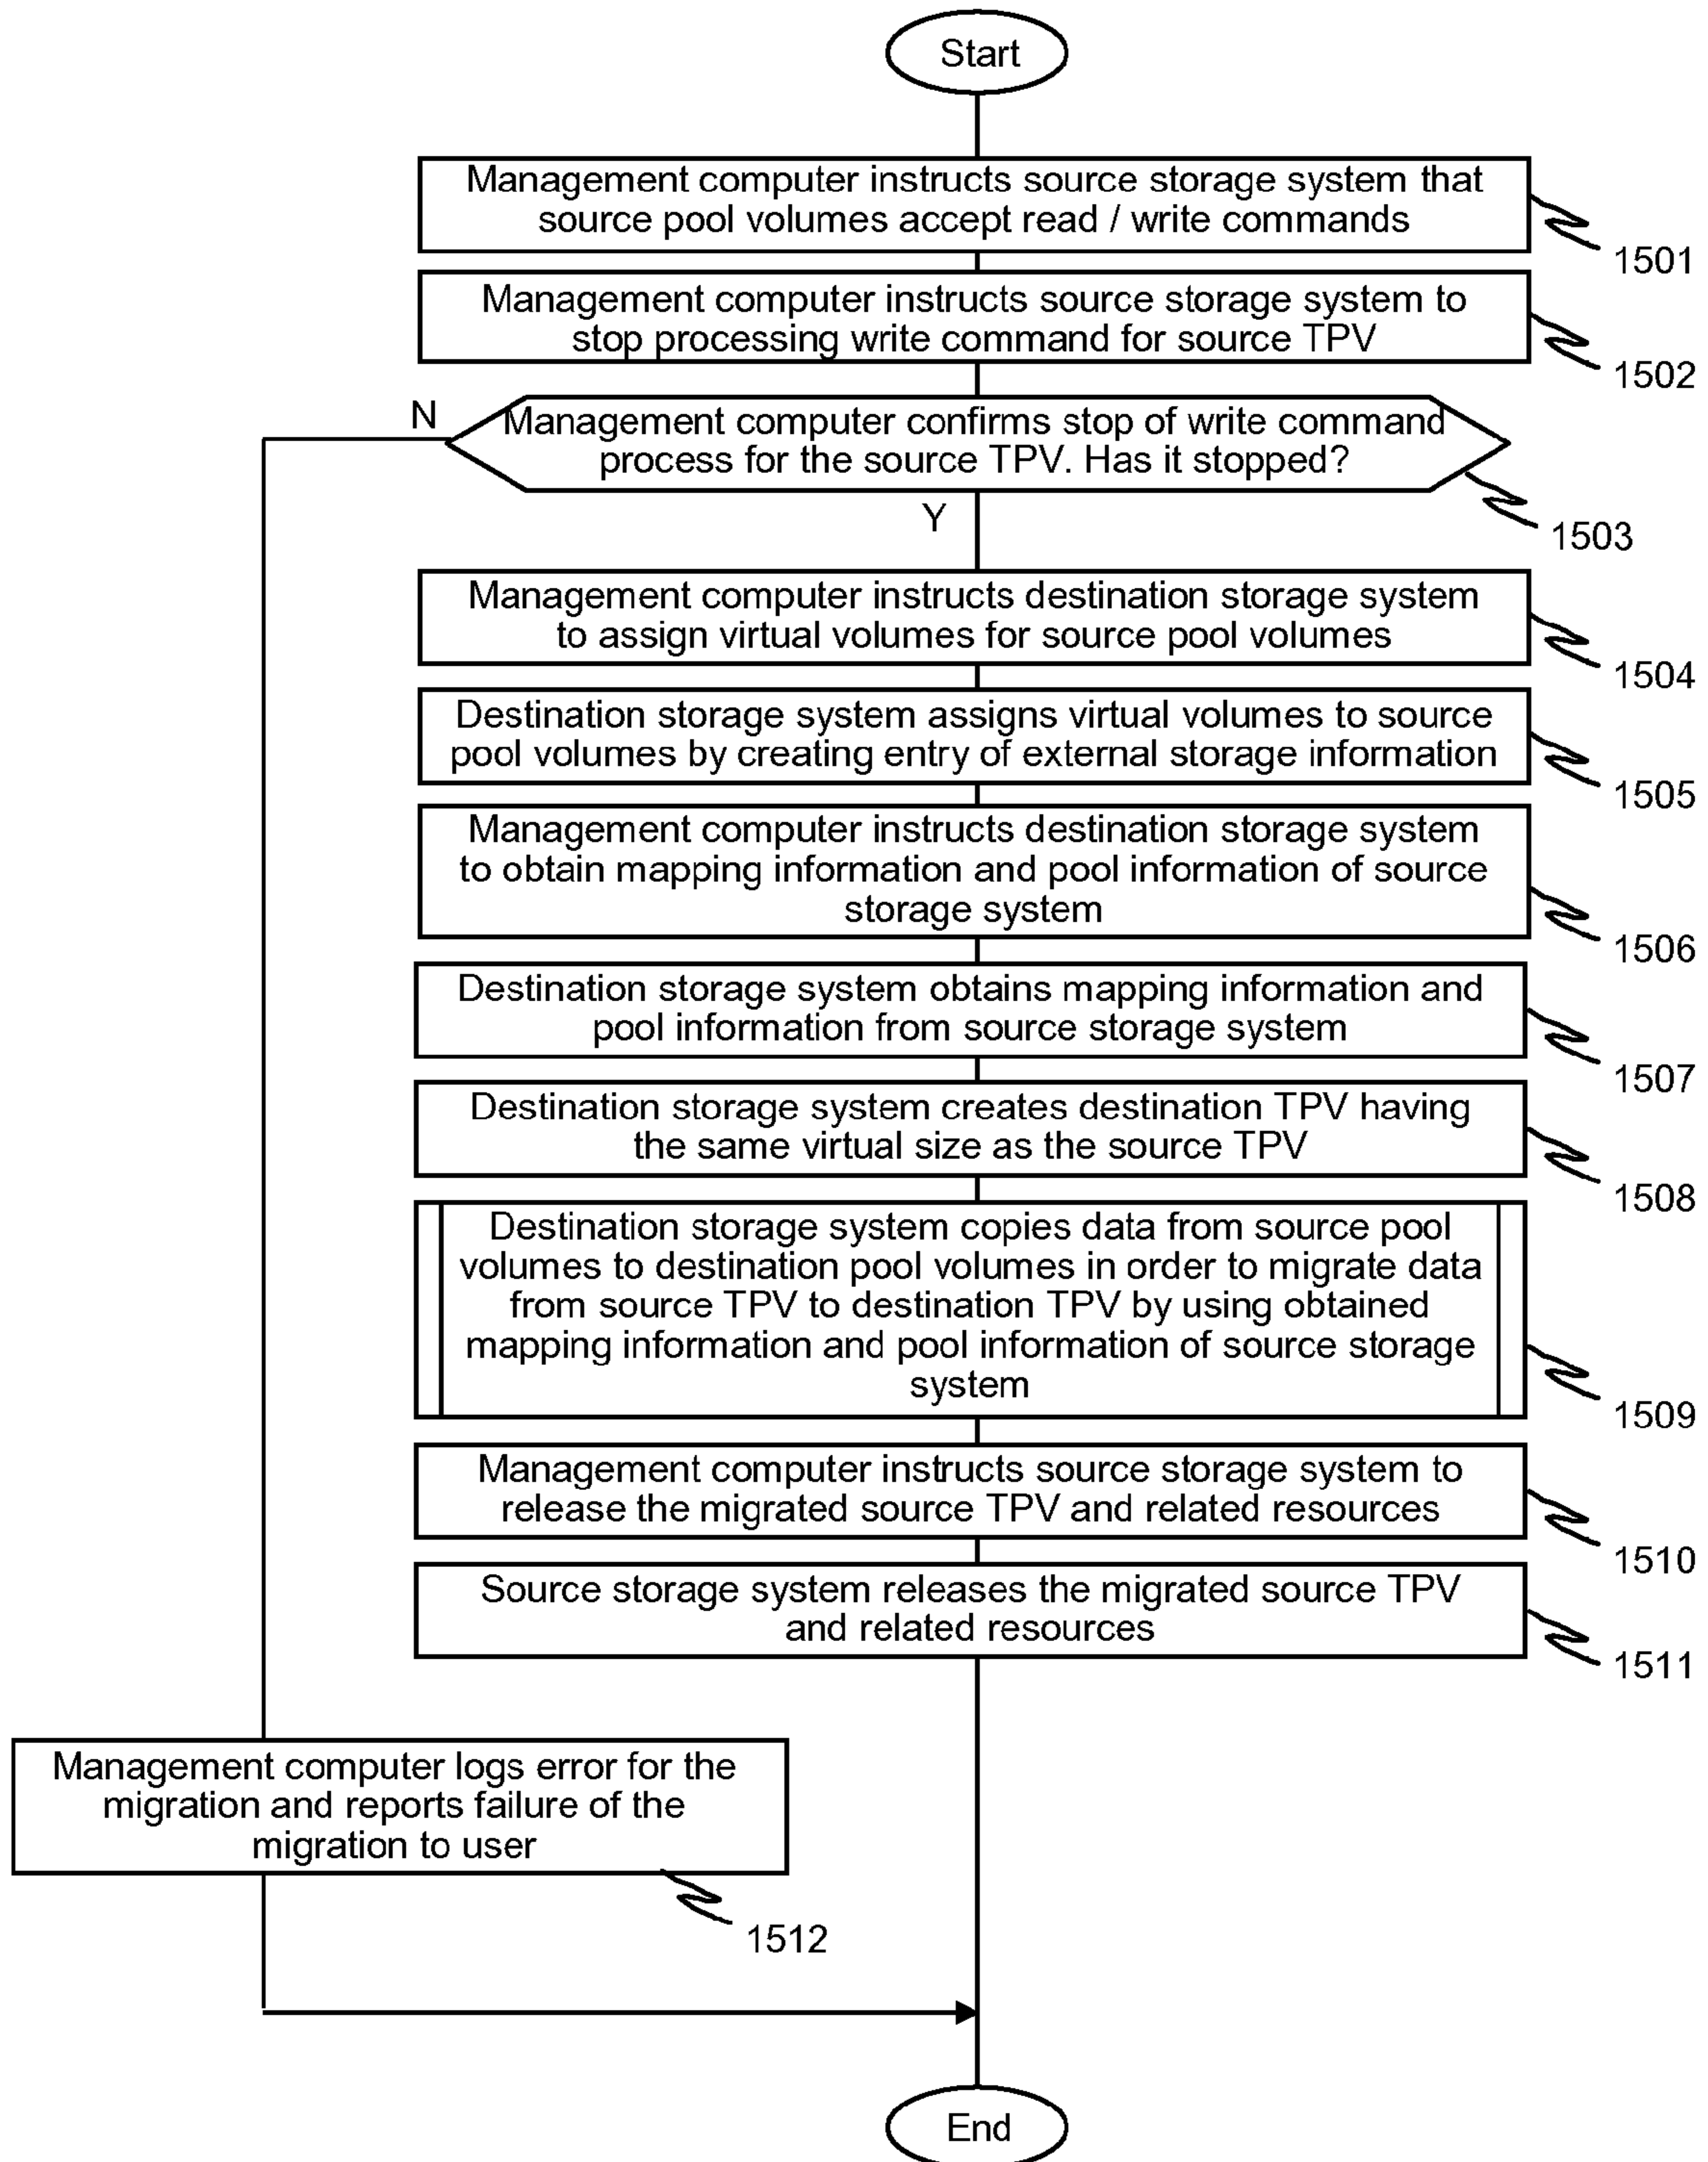 Start
Management computer instructs source storage system that
source pool volumes accept read / write commands
1501
Management computer instructs source storage system to
stop processing write command for source TPV
1502
N
Management computer confirms stop of write command
process for the source TPV. Has it stopped?
Y
1503
Management computer instructs destination storage system
to assign virtual volumes for source pool volumes
1504
Destination storage system assigns virtual volumes to source
pool volumes by creating entry of external storage information
1505
Management computer instructs destination storage system
to obtain mapping information and pool information of source
storage system
1506
Destination storage system obtains mapping information and
pool information from source storage system
1507
Destination storage system creates destination TPV having
the same virtual size as the source TPV
1508
Destination storage system copies data from source pool
volumes to destination pool volumes in order to migrate data
from source TPV to destination TPV by using obtained
mapping information and pool information of source storage
system
1509
Management computer instructs source storage system to
release the migrated source TPV and related resources
1510
Source storage system releases the migrated source TPV
and related resources
1511
Management computer logs error for the
migration and reports failure of the
migration to user
1512
End